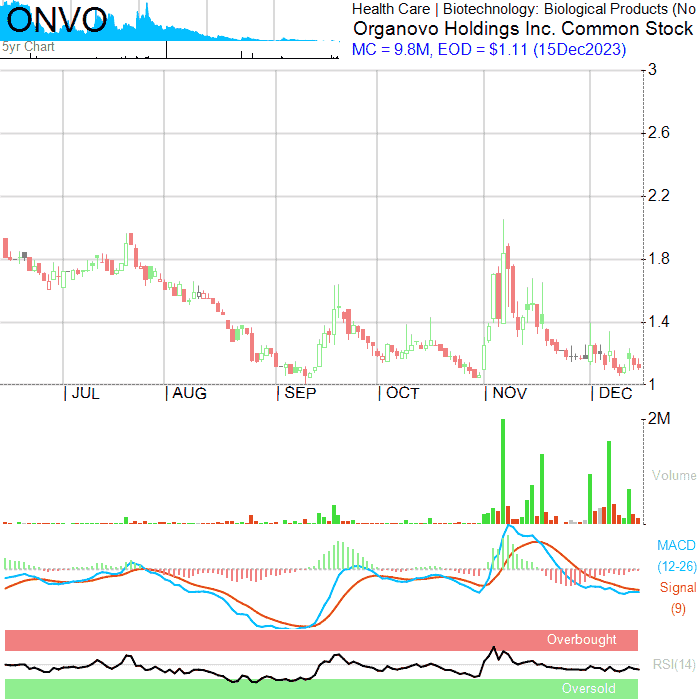 ONVO
5yr Chart
Health Care | Biotechnology: Biological Products (No
Organovo Holdings Inc. Common Stock
MC = 9.8M, EOD = $1.11 (15Dec2023)
3
2.6
2.2
1.8
1.4
1
| JUL | AUG | SEP | OCT | NOV | DEC
2M
Volume
MACD
(12-26)
Signal
(9)
Overbought
RSI(14)
Oversold